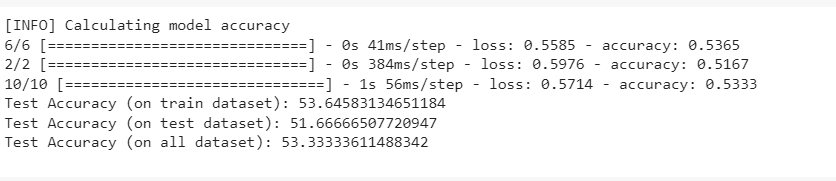 [INFO] Calculating model accuracy
6/6 [==============================] - 0s 41ms/step - loss: 0.5585 - accuracy: 0.5365
2/2 [==============================] - 0s 384ms/step - loss: 0.5976 - accuracy: 0.5167
10/10 [==============================] - 1s 56ms/step - loss: 0.5714 - accuracy: 0.5333
Test Accuracy (on train dataset): 53.64583134651184
Test Accuracy (on test dataset): 51.66666507720947
Test Accuracy (on all dataset): 53.33333611488342